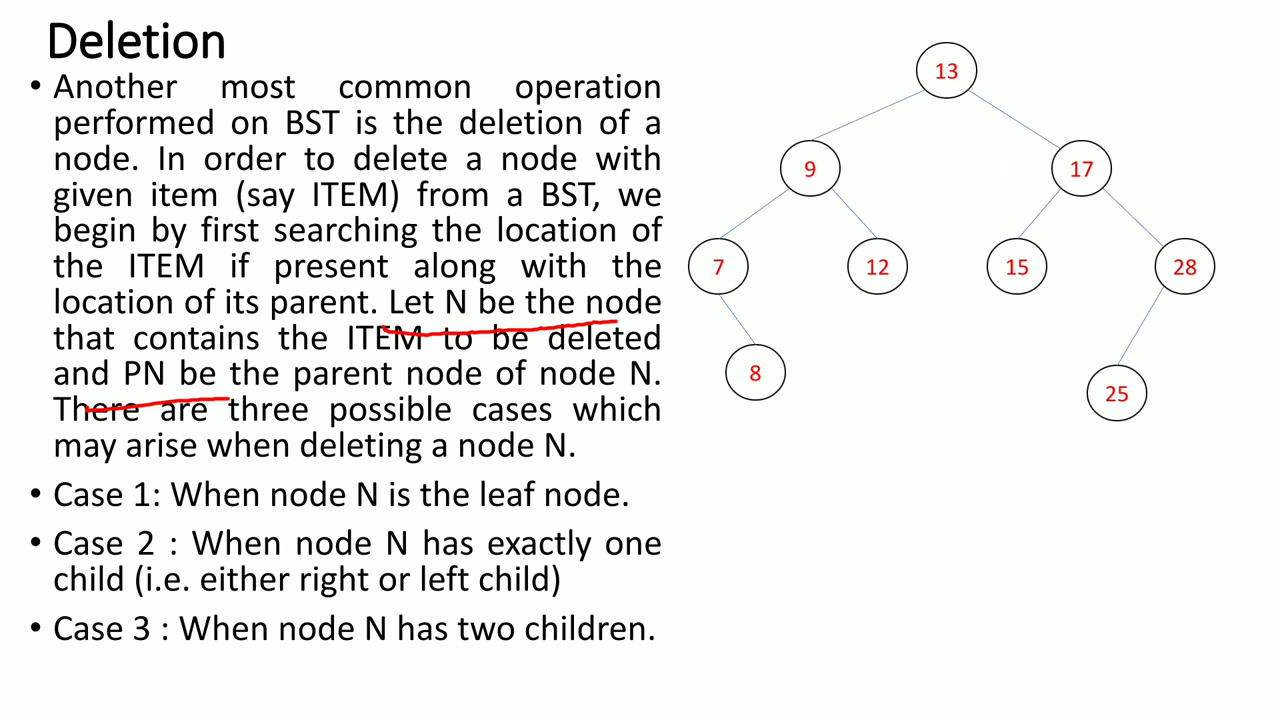 Deletion
• Another most common operation
performed on BST is the deletion of a
node. In order to delete a node with
given item (say ITEM) from a BST, we
begin by first searching the location of
the ITEM if present along with the
location of its parent. Let N be the node
that contains the ITEM to be deleted
and PN be the parent node of node N.
There are three possible cases which
may arise when deleting a node N.
• Case 1: When node N is the leaf node.
• Case 2 : When node N has exactly one
child (i.e. either right or left child)
• Case 3 : When node N has two children.
13
9
17
7
12
15
28
8
25